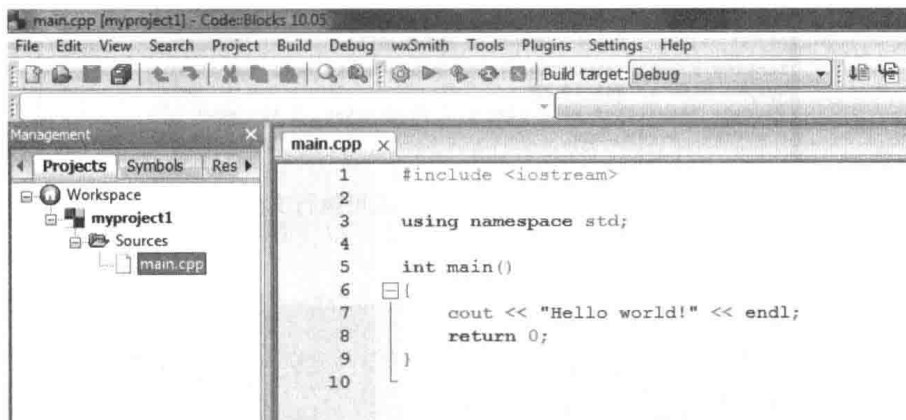 main.cpp [myproject1] - Code::Blocks 10.05
File Edit View Search Project Build Debug wxSmith Tools Plugins Settings Help
Build target: Debug
Management
Projects Symbols Res
main.cpp
Workspace
myproject1
Sources
main.cpp
1 #include <iostream>
2
3 using namespace std;
4
5 int main()
6 {
7 cout << "Hello world!" << endl;
8 return 0;
9 }
10